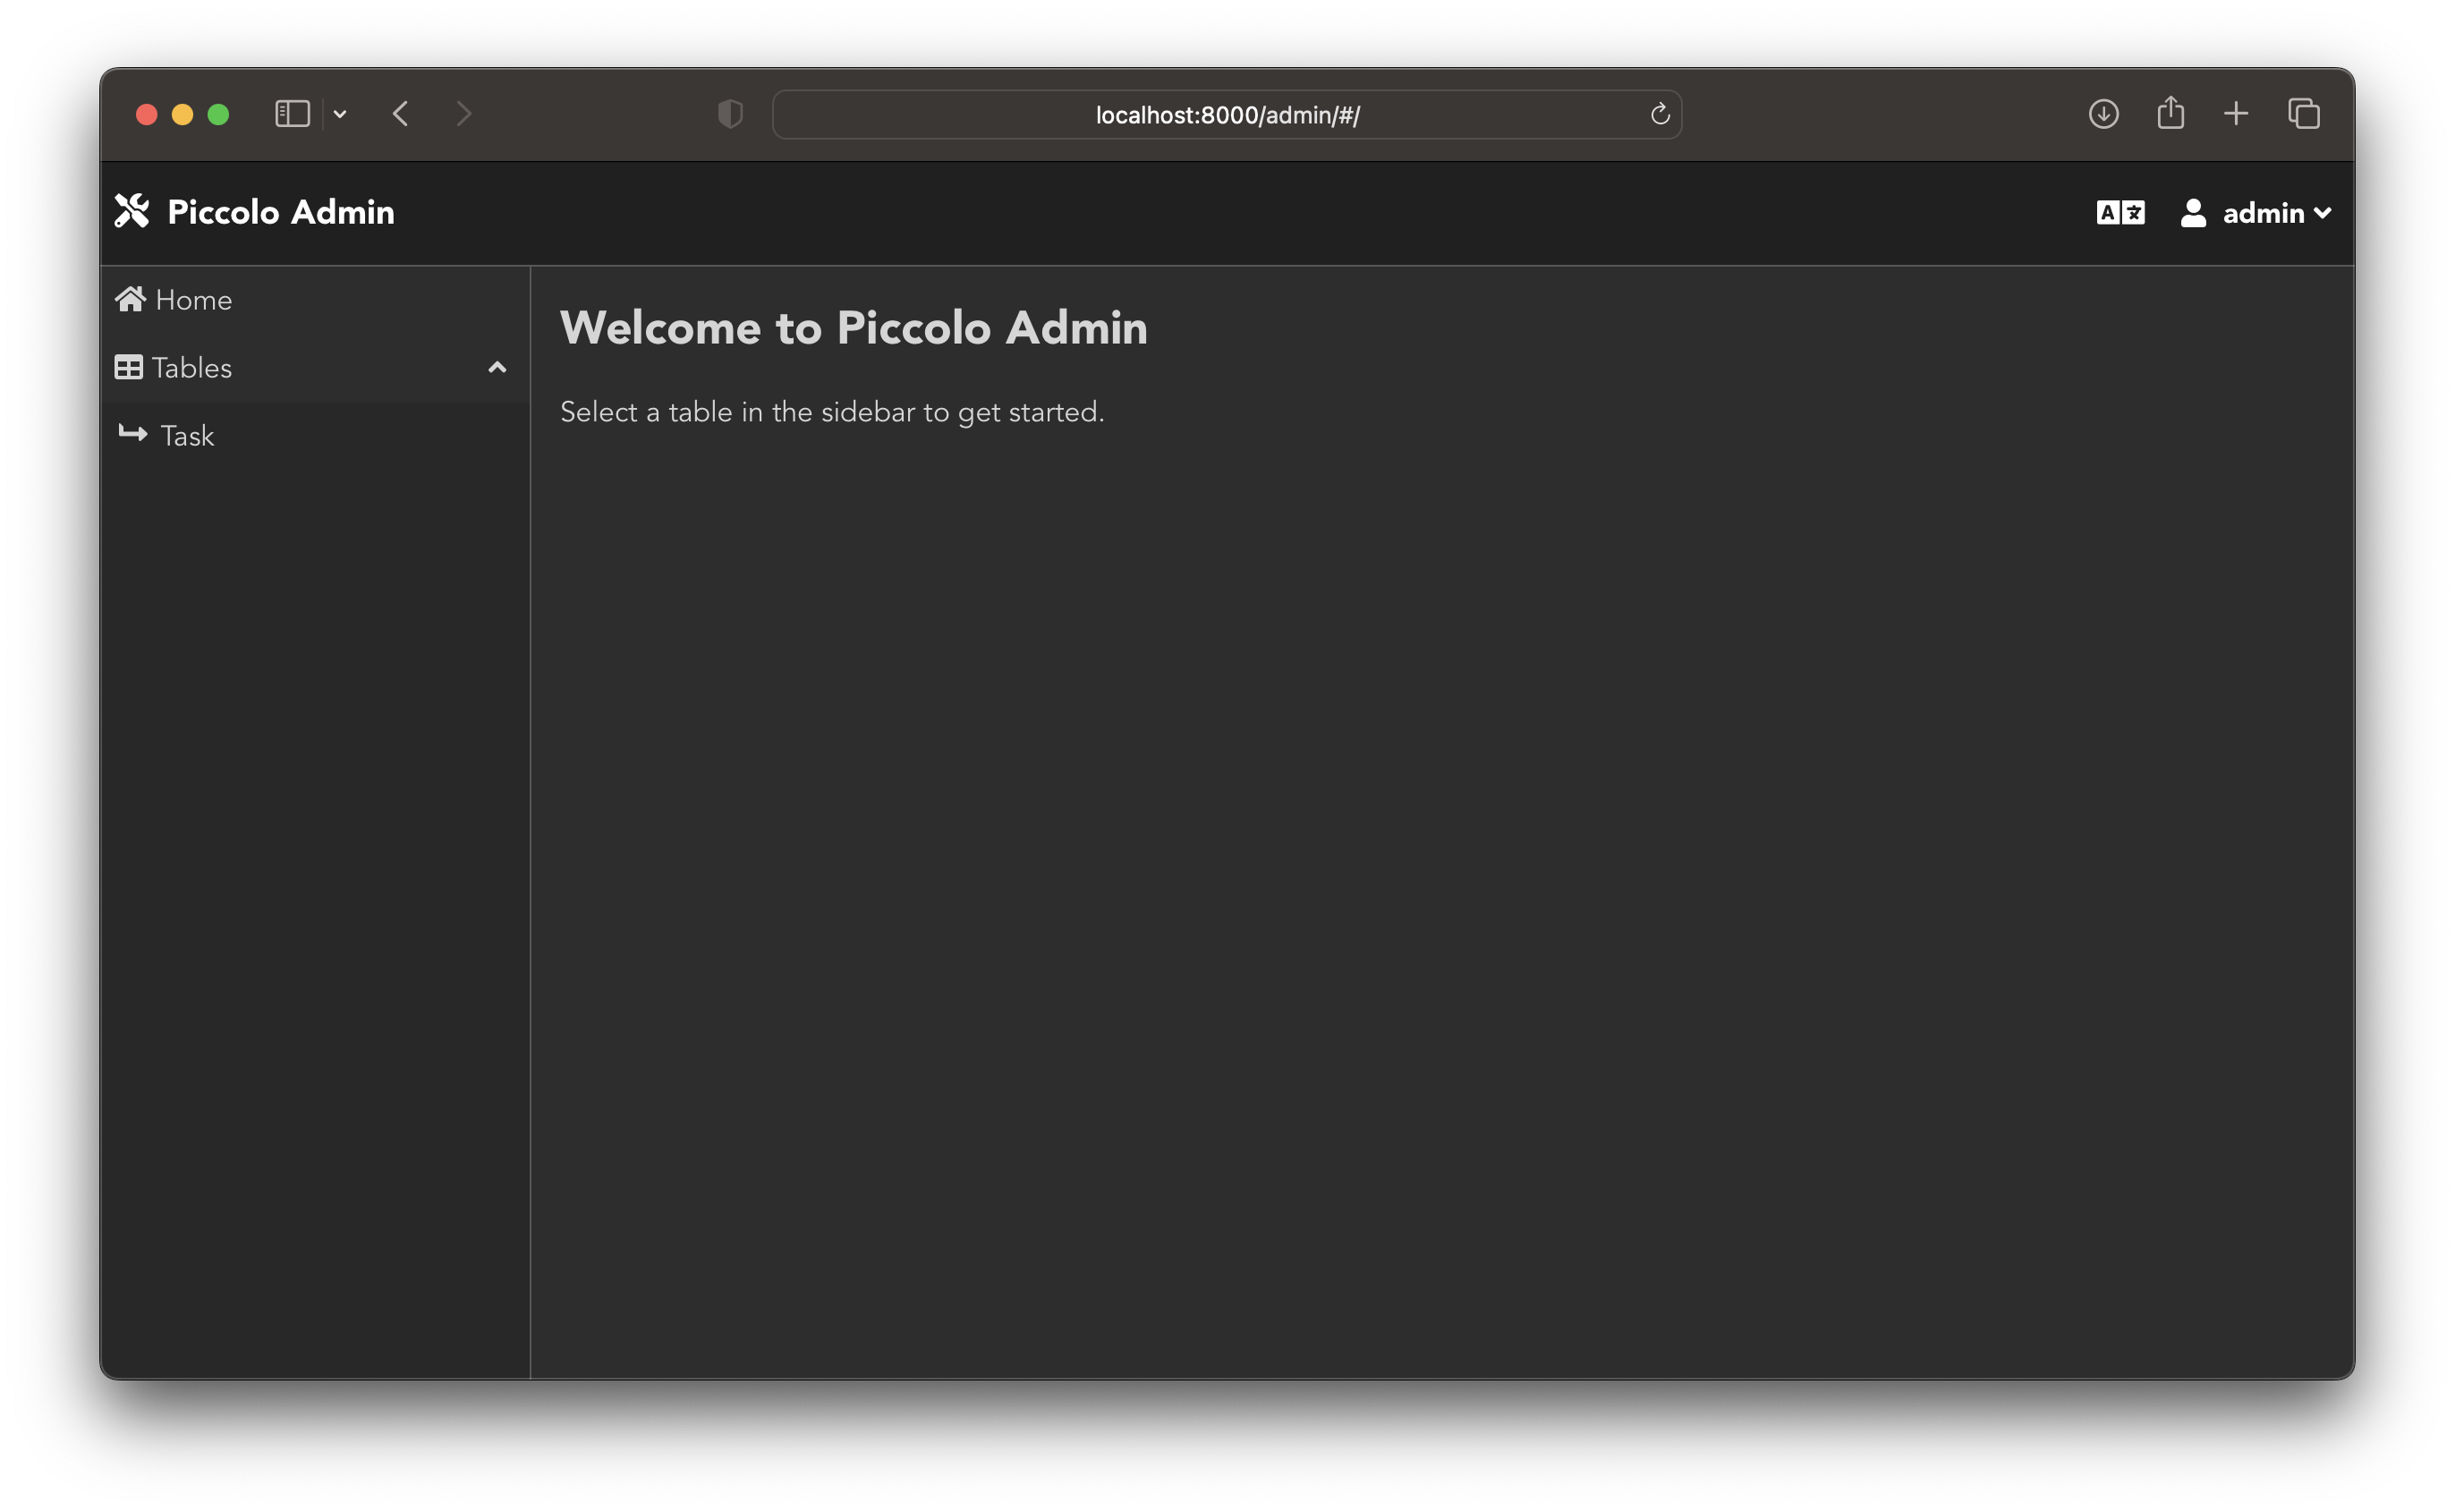 localhost:8000/admin/#/
Piccolo Admin
A 文
admin
Home
Tables
Task
Welcome to Piccolo Admin
Select a table in the sidebar to get started.